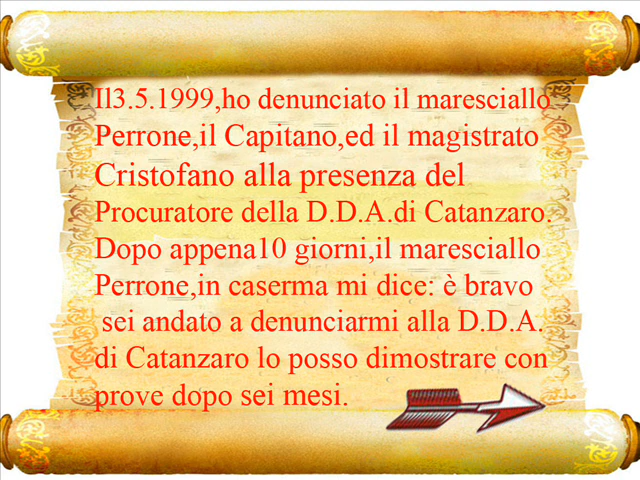 Il3.5.1999,ho denunciato il maresciallo
Perrone,il Capitano,ed il magistrato
Cristofano alla presenza del
Procuratore della D.D.A.di Catanzaro.
Dopo appena10 giorni,il maresciallo
Perrone,in caserma mi dice: è bravo
sei andato a denunciarmi alla D.D.A.
di Catanzaro lo posso dimostrare con
prove dopo sei mesi.